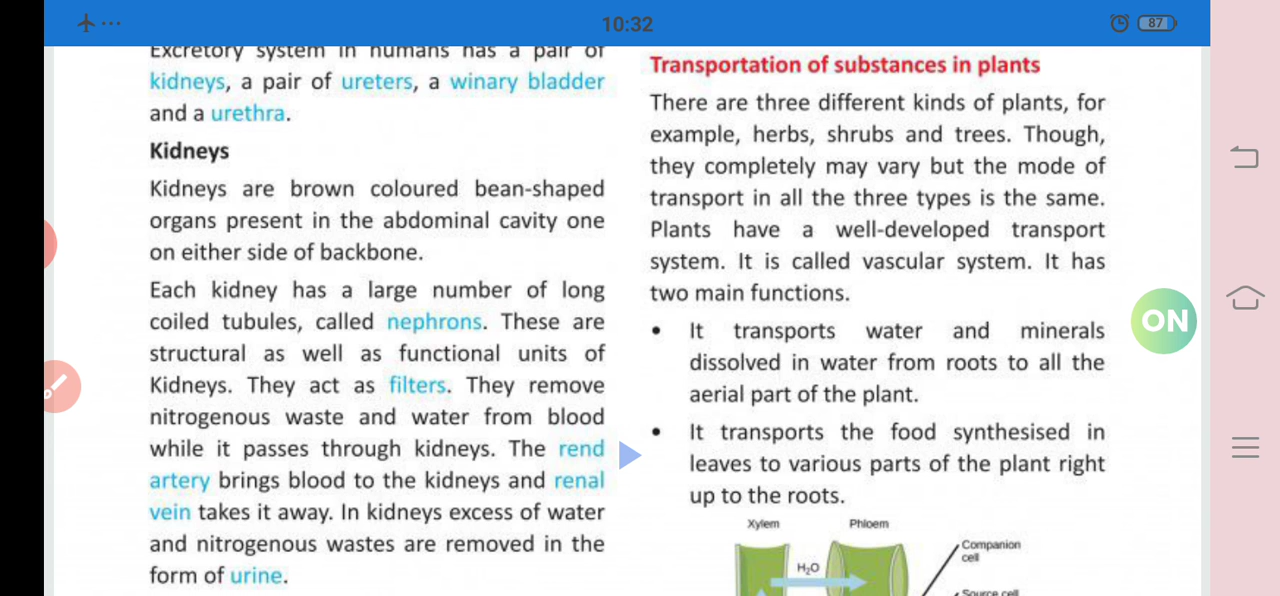 10:32
87
Excretory system in humans has a pair of
kidneys, a pair of ureters, a winary bladder
and a urethra.
Kidneys
Kidneys are brown coloured bean-shaped
organs present in the abdominal cavity one
on either side of backbone.
Each kidney has a large number of long
coiled tubules, called nephrons. These are
structural as well as functional units of
Kidneys. They act as filters. They remove
nitrogenous waste and water from blood
while it passes through kidneys. The rend
artery brings blood to the kidneys and renal
vein takes it away. In kidneys excess of water
and nitrogenous wastes are removed in the
form of urine.
Transportation of substances in plants
There are three different kinds of plants, for
example, herbs, shrubs and trees. Though,
they completely may vary but the mode of
transport in all the three types is the same.
Plants have a well-developed transport
system. It is called vascular system. It has
two main functions.
• It transports water and minerals
dissolved in water from roots to all the
aerial part of the plant.
• It transports the food synthesised in
leaves to various parts of the plant right
up to the roots.
Xylem
Phloem
Companion
cell
H₂O
Source cell
ON